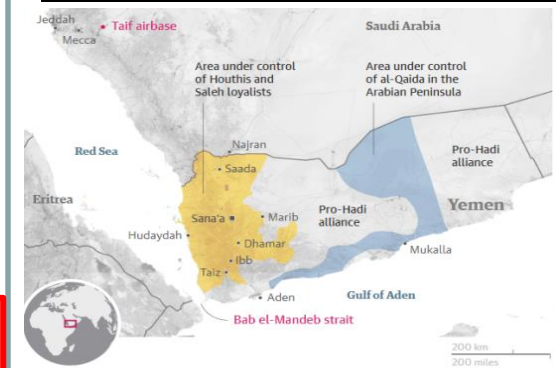 Jeddah
Mecca
Taif airbase
Saudi Arabia
Area under control
of Houthis and
Saleh loyalists
Area under control
of al-Qaida in the
Arabian Peninsula
Red Sea
Najran
Saada
Pro-Hadi
alliance
Eritrea
Sana'a
Marib
Pro-Hadi
alliance
Yemen
Hudaydah
Dhamar
Ibb
Taiz
Mukalla
Aden
Gulf of Aden
Bab el-Mandeb strait
200 km
200 miles